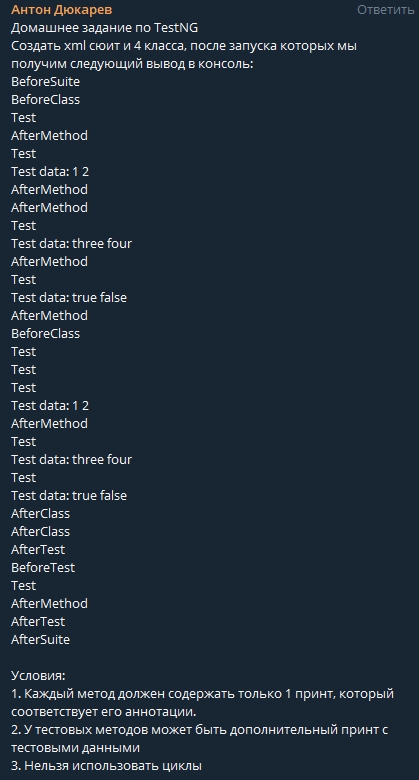 Антон Дюкарев Ответить
Домашнее задание по TestNG
Создать xml сюит и 4 класса, после запуска которых мы
получим следующий вывод в консоль:
BeforeSuite
BeforeClass
Test
AfterMethod
Test
Test data: 1 2
AfterMethod
AfterMethod
Test
Test data: three four
AfterMethod
Test
Test data: true false
AfterMethod
BeforeClass
Test
Test
Test
Test data: 1 2
AfterMethod
Test
Test data: three four
Test
Test data: true false
AfterClass
AfterClass
AfterTest
BeforeTest
Test
AfterMethod
AfterTest
AfterSuite
Условия:
1. Каждый метод должен содержать только 1 принт, который
соответствует его аннотации.
2. У тестовых методов может быть дополнительный принт с
тестовыми данными
3. Нельзя использовать циклы